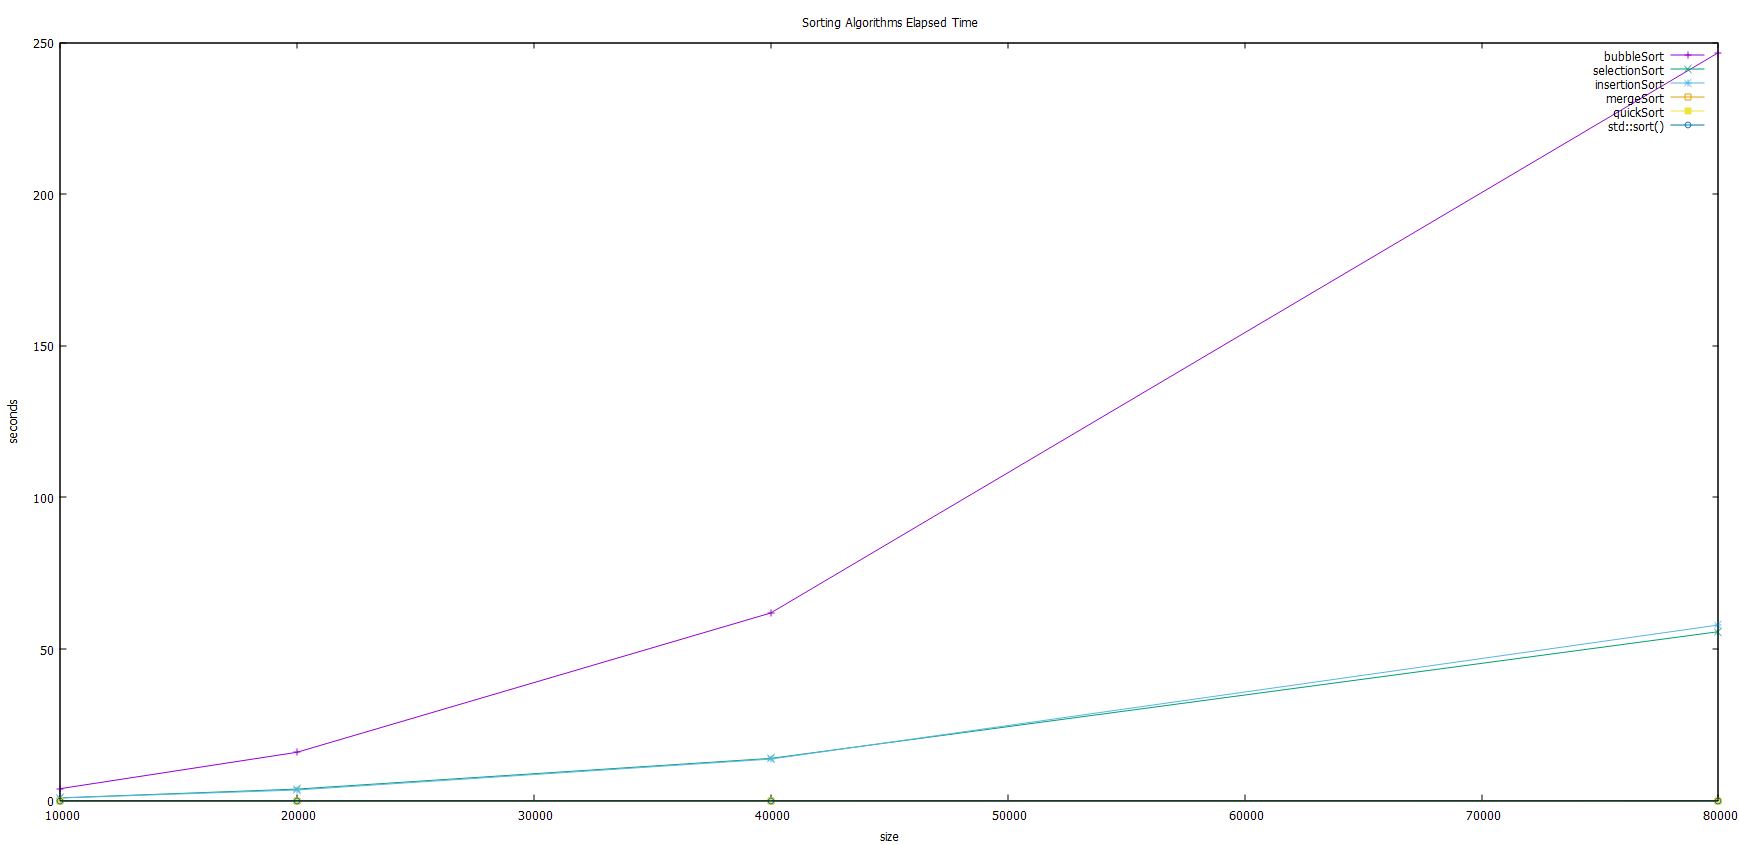 Sorting Algorithms Elapsed Time
250
200
150
100
50
0
seconds
bubbleSort
selectionSort
insertionSort
mergeSort
quickSort
std::sort()
10000 20000 30000 40000 50000 60000 70000 80000
size